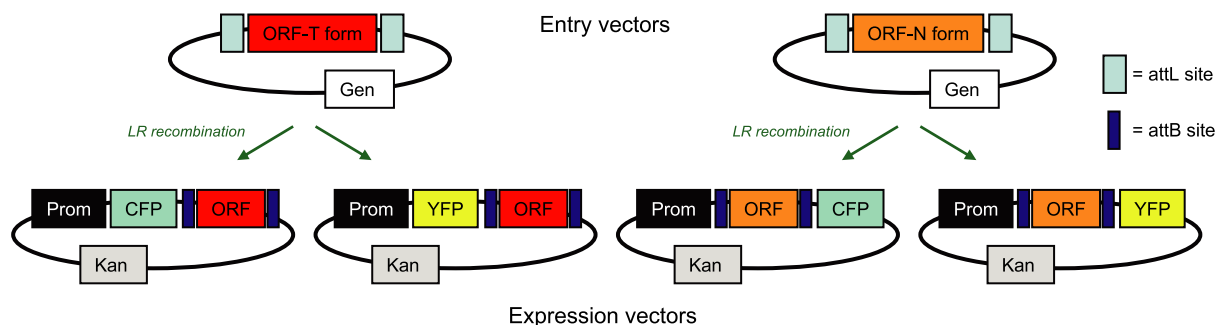 ORF-T form
Entry vectors
ORF-N form
Gen
Gen
= attL site
LR recombination
LR recombination
= attB site
Prom CFP ORF
Prom YFP ORF
Prom ORF CFP
Prom ORF YFP
Kan
Kan
Kan
Kan
Expression vectors